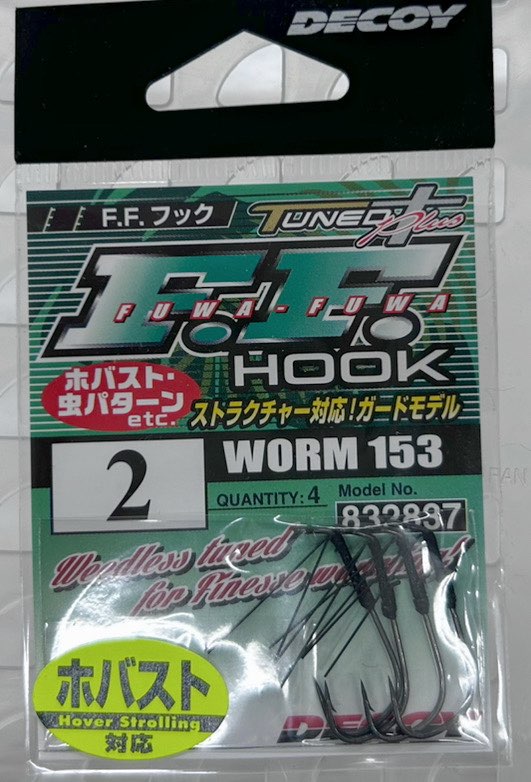 DECOY
F.F. フック
TUNED+ Plus
F.F.
FUWA-FUWA
HOOK
ホバスト・
虫パターン
etc.
ストラクチャー対応!ガードモデル
2
WORM 153
QUANTITY:4
Model No.
832887
Weedless tuned
for Finesse
ホバスト
Hover Strolling
対応
DECOY